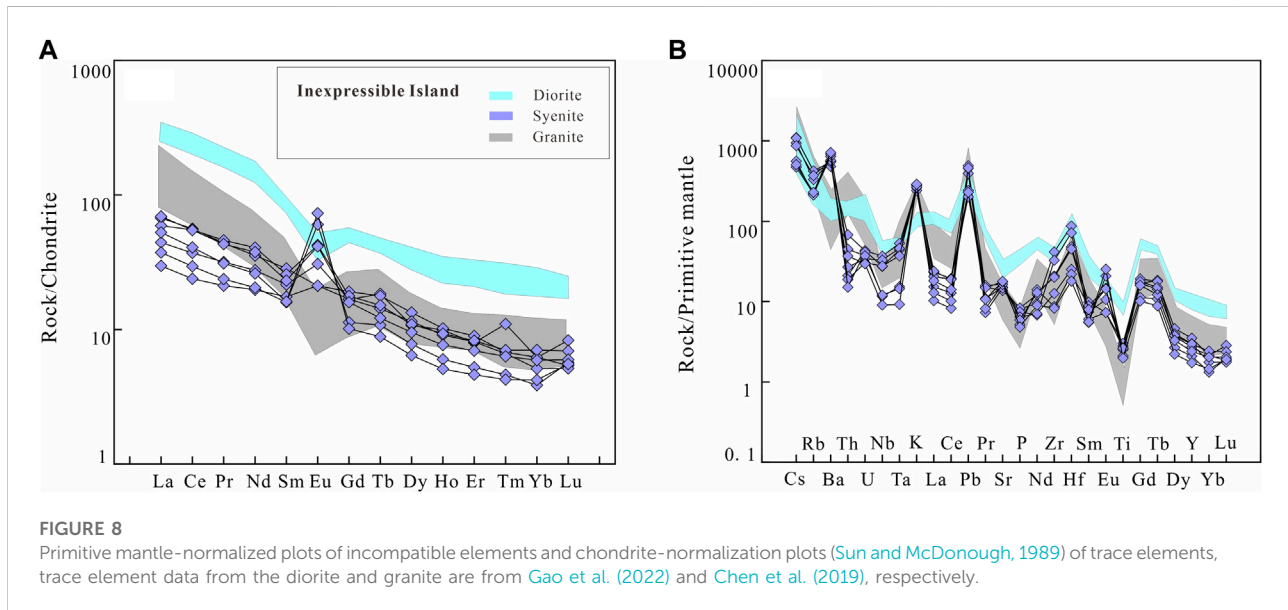 A
1000
100
10
1
Rock/Chondrite
Inexpressible Island
Diorite
Syenite
Granite
La Ce Pr Nd Sm Eu Gd Tb Dy Ho Er Tm Yb Lu
B
10000
1000
100
10
1
0. 1
Rock/Primitive mantle
Rb Th Nb K Ce Pr P Zr Sm Ti Tb Y Lu
Cs Ba U Ta La Pb Sr Nd Hf Eu Gd Dy Yb
FIGURE 8
Primitive mantle-normalized plots of incompatible elements and chondrite-normalization plots (Sun and McDonough, 1989) of trace elements,
trace element data from the diorite and granite are from Gao et al. (2022) and Chen et al. (2019), respectively.